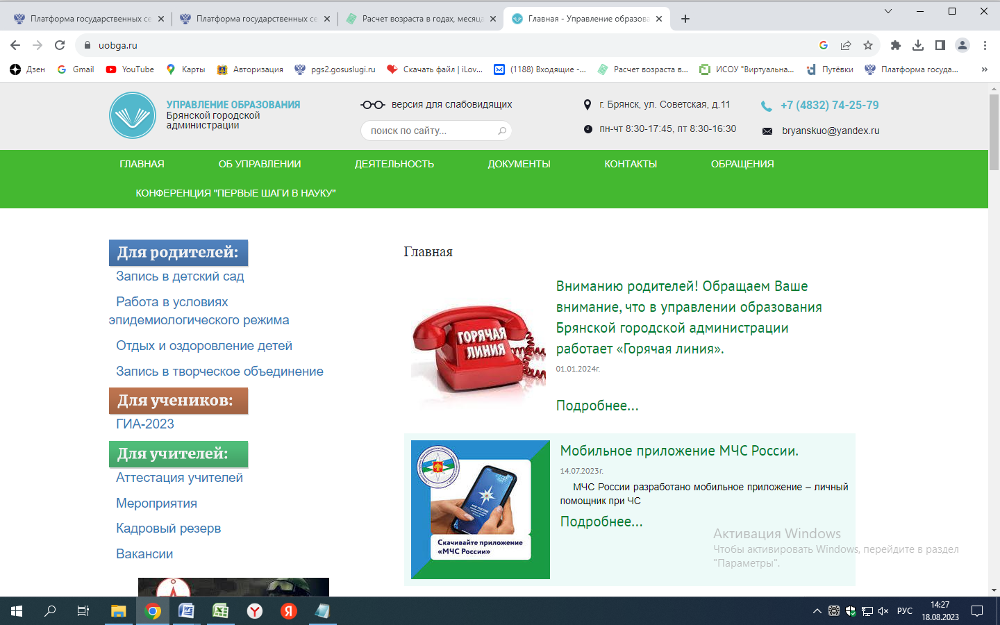 Платформа государственных се
Платформа государственных се
Расчет возраста в годах, месяца
Главная - Управление образова
uobga.ru
Дзен
Gmail
YouTube
Карты
Авторизация
pgs2.gosuslugi.ru
Скачать файл | iLov...
(1188) Входящие -...
Расчет возраста в...
ИСОУ "Виртуальна...
Путёвки
Платформа госуда...
УПРАВЛЕНИЕ ОБРАЗОВАНИЯ
Брянской городской
администрации
версия для слабовидящих
поиск по сайту...
г. Брянск, ул. Советская, д.11
пн-чт 8:30-17:45, пт 8:30-16:30
+7 (4832) 74-25-79
bryanskuo@yandex.ru
ГЛАВНАЯ
ОБ УПРАВЛЕНИИ
ДЕЯТЕЛЬНОСТЬ
ДОКУМЕНТЫ
КОНТАКТЫ
ОБРАЩЕНИЯ
КОНФЕРЕНЦИЯ "ПЕРВЫЕ ШАГИ В НАУКУ"
Для родителей:
Запись в детский сад
Работа в условиях
эпидемиологического режима
Отдых и оздоровление детей
Запись в творческое объединение
Для учеников:
ГИА-2023
Для учителей:
Аттестация учителей
Мероприятия
Кадровый резерв
Вакансии
Главная
ГОРЯЧАЯ
ЛИНИЯ
Вниманию родителей! Обращаем Ваше
внимание, что в управлении образования
Брянской городской администрации
работает «Горячая линия».
01.01.2024г.
Подробнее...
МЧС РОССИИ
Скачивайте приложение
«МЧС России»
Мобильное приложение МЧС России.
14.07.2023г.
МЧС России разработано мобильное приложение – личный
помощник при ЧС
Подробнее...
Активация Windows
Чтобы активировать Windows, перейдите в раздел
"Параметры".
РУС
14:27
18.08.2023